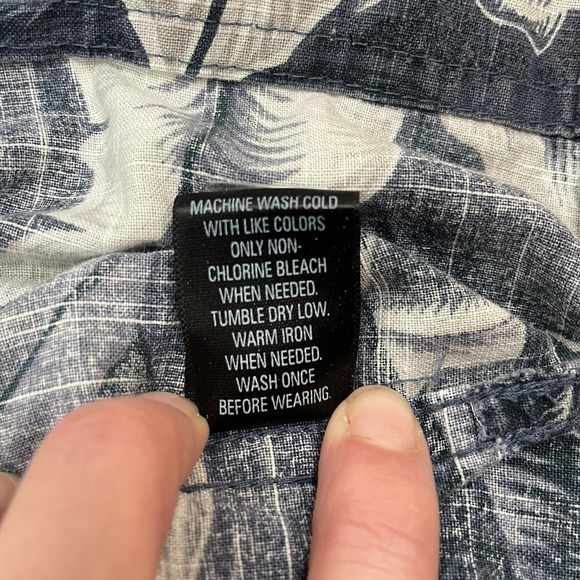 MACHINE WASH COLD
WITH LIKE COLORS
ONLY NON-
CHLORINE BLEACH
WHEN NEEDED.
TUMBLE DRY LOW.
WARM IRON
WHEN NEEDED.
WASH ONCE
BEFORE WEARING.